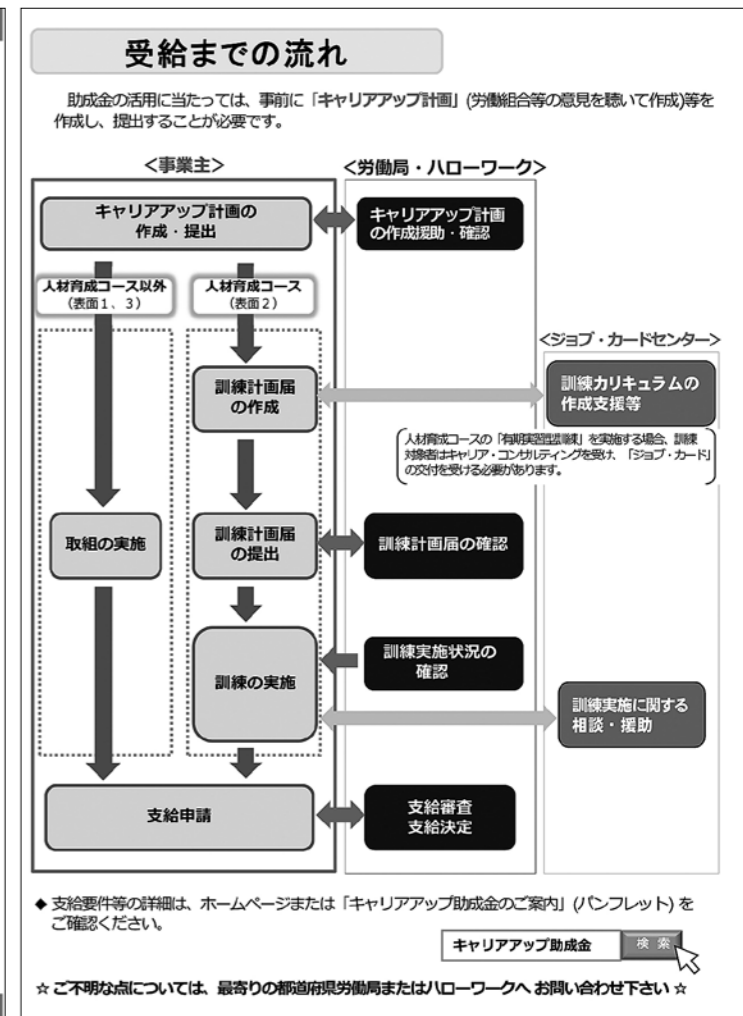 受給までの流れ
助成金の活用に当たっては、事前に「キャリアアップ計画」(労働組合等の意見を聴いて作成)等を
作成し、提出することが必要です。
＜事業主＞
＜労働局・ハローワーク＞
キャリアアップ計画の
作成・提出
キャリアアップ計画
の作成援助・確認
人材育成コース以外
（表面１、３）
人材育成コース
（表面２）
＜ジョブ・カードセンター＞
訓練計画届
の作成
訓練カリキュラムの
作成支援等
人材育成コースの「有期実習型訓練」を実施する場合、訓練
対象者はキャリア・コンサルティングを受け、「ジョブ・カード」
の交付を受ける必要があります。
取組の実施
訓練計画届
の提出
訓練計画届の確認
訓練の実施
訓練実施状況の
確認
訓練実施に関する
相談・援助
支給申請
支給審査
支給決定
◆ 支給要件等の詳細は、ホームページまたは「キャリアアップ助成金のご案内」(パンフレット) を
ご確認ください。
キャリアアップ助成金
検 索
☆ ご不明な点については、最寄りの都道府県労働局またはハローワークへ お問い合わせ下さい ☆